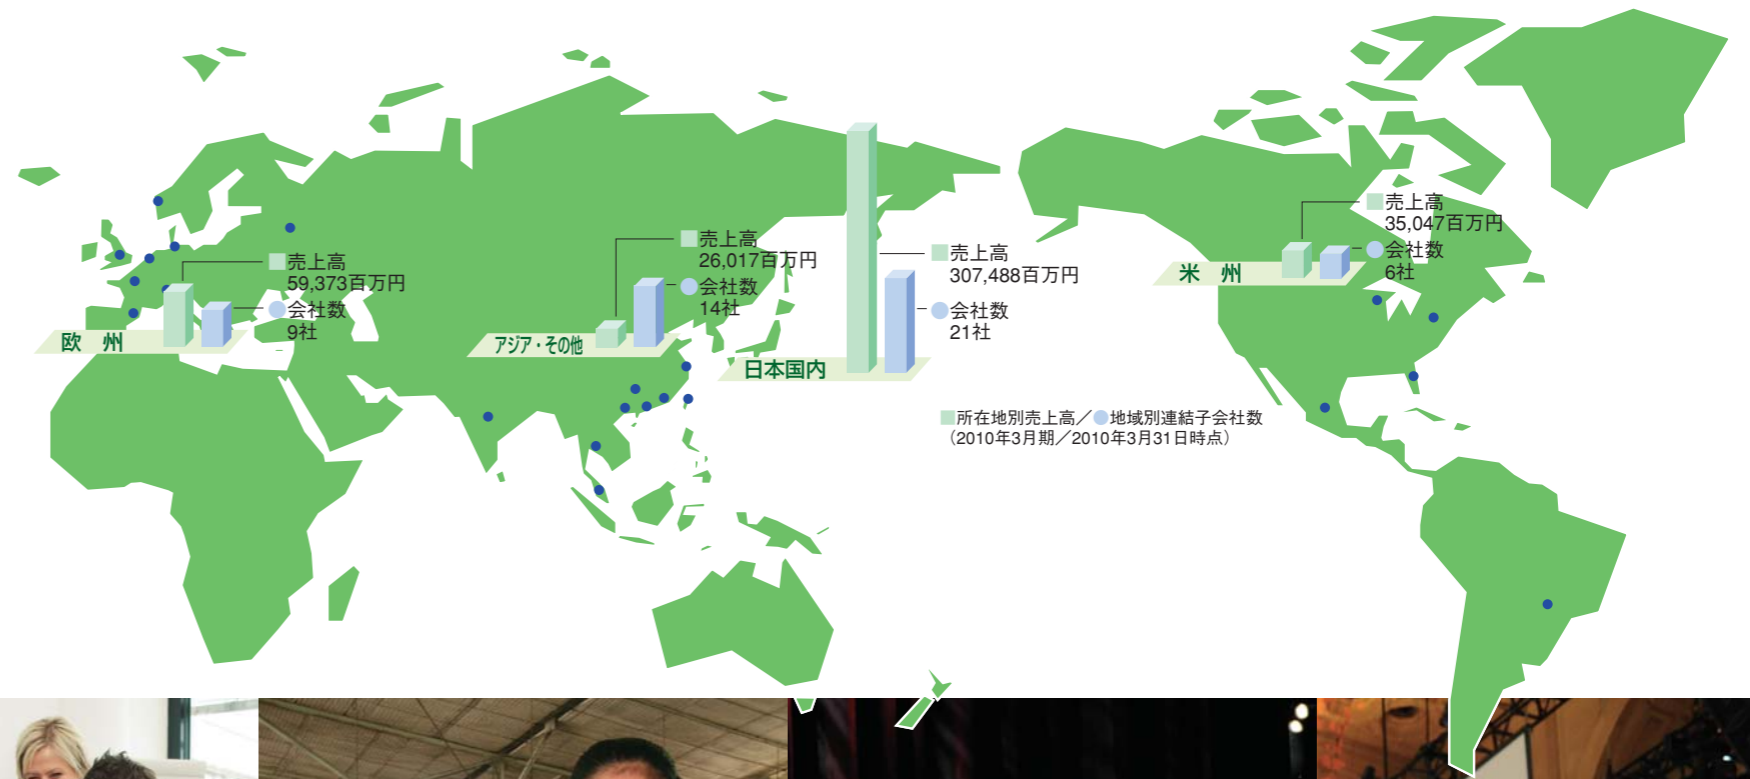 売上高
59,373百万円
会社数
9社
欧 州
売上高
26,017百万円
会社数
14社
アジア・その他
売上高
307,488百万円
会社数
21社
日本国内
売上高
35,047百万円
会社数
6社
米 州
所在地別売上高／地域別連結子会社数
（2010年3月期／2010年3月31日時点）